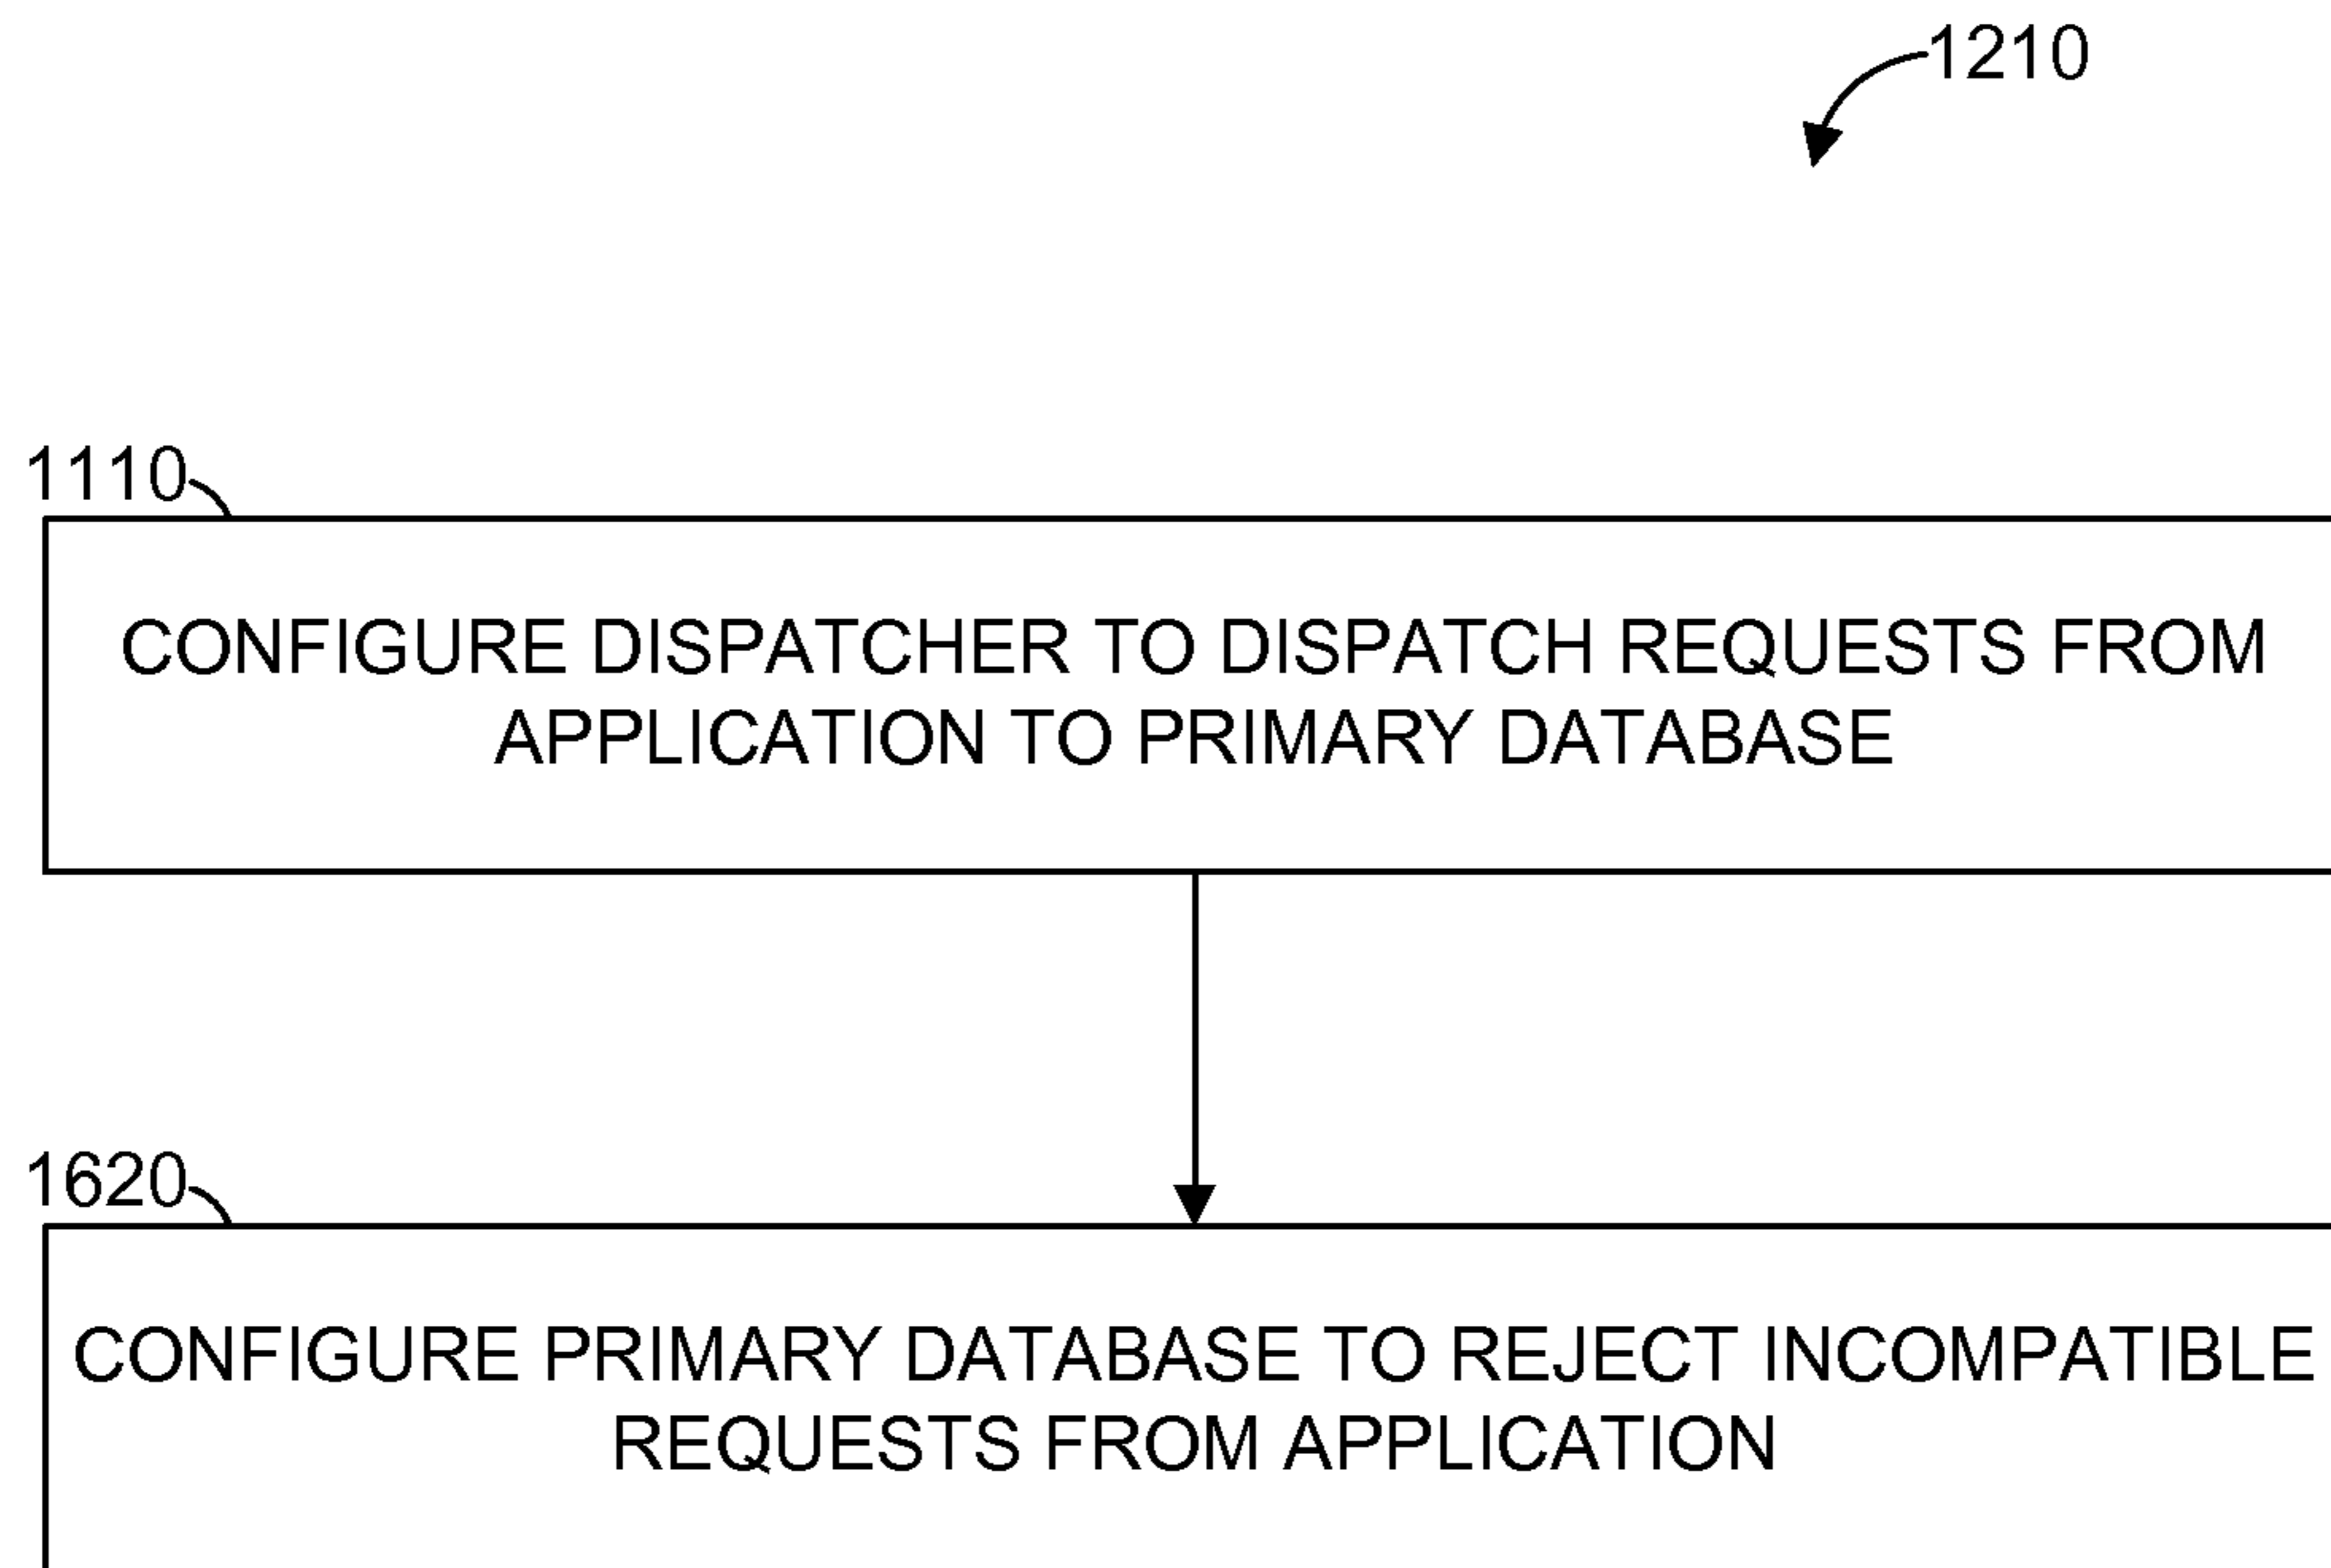 1210
1110
CONFIGURE DISPATCHER TO DISPATCH REQUESTS FROM
APPLICATION TO PRIMARY DATABASE
1620
CONFIGURE PRIMARY DATABASE TO REJECT INCOMPATIBLE
REQUESTS FROM APPLICATION